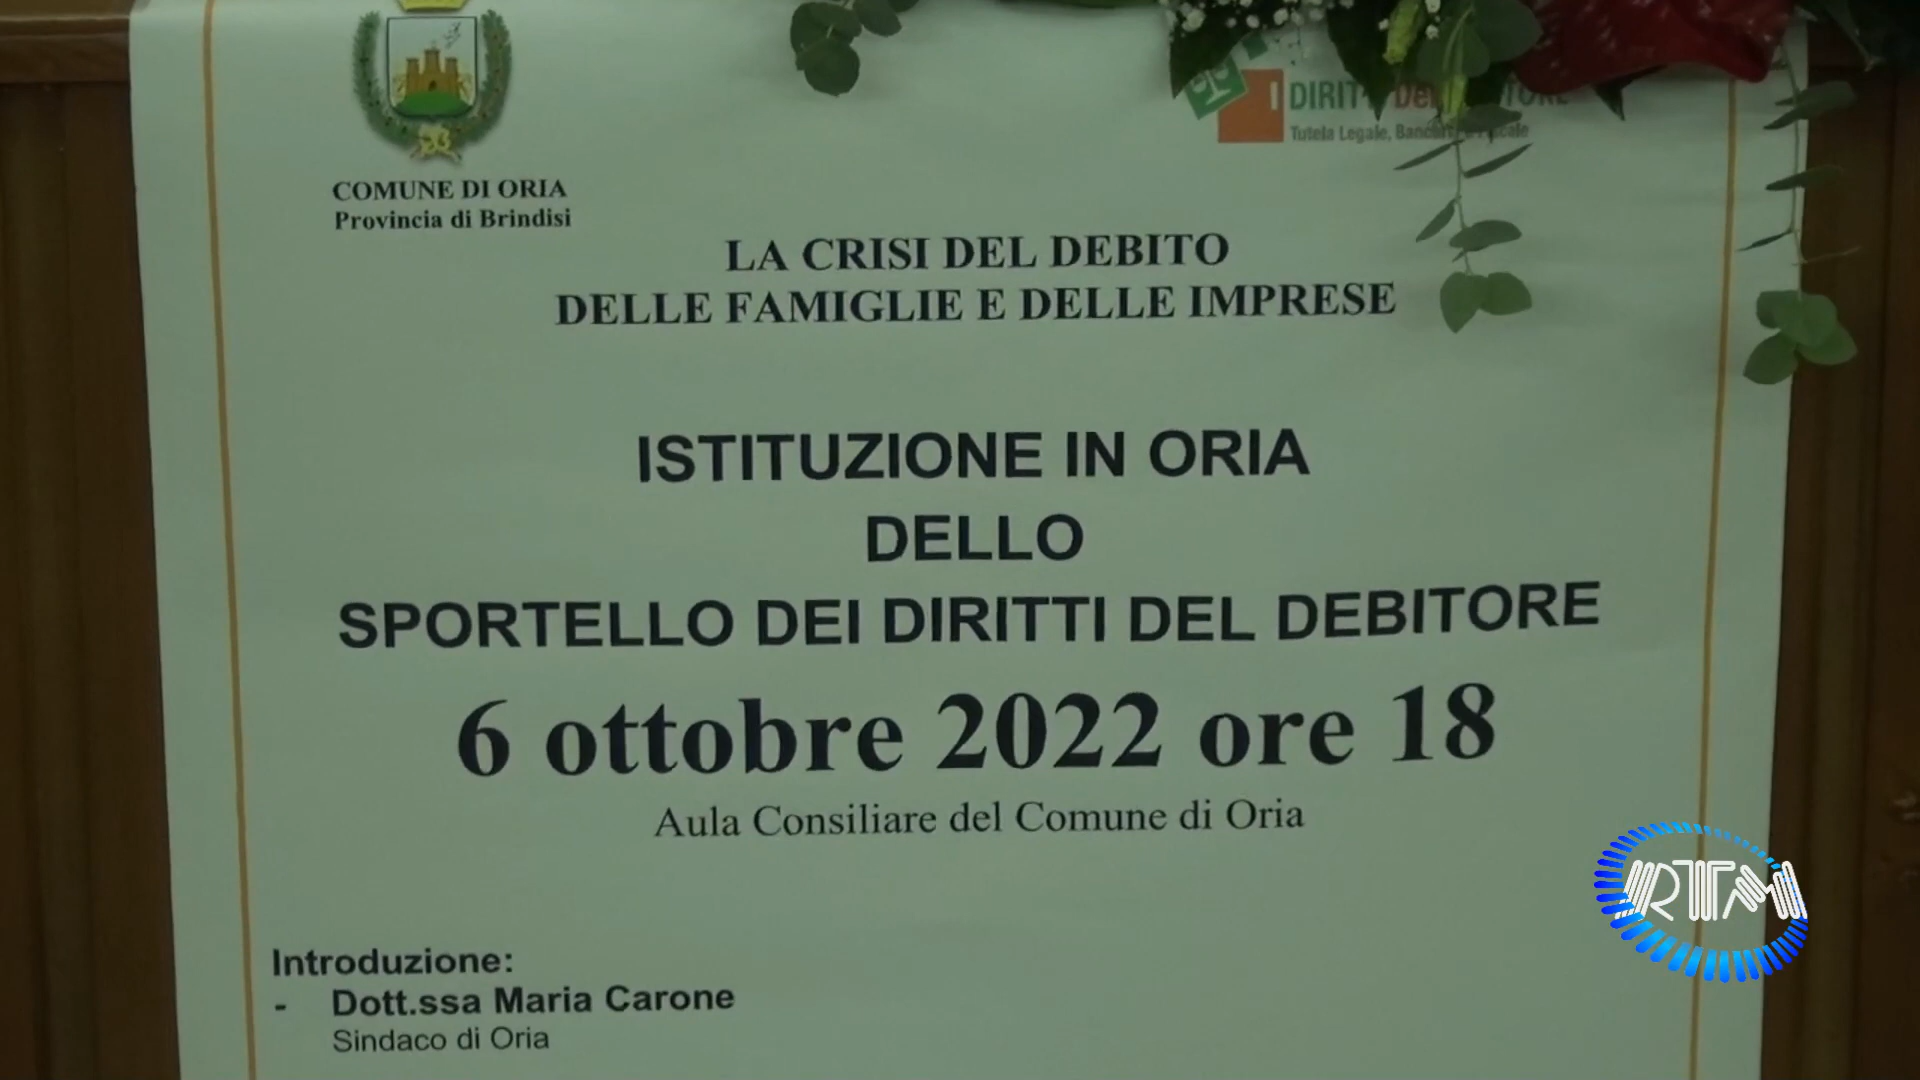 COMUNE DI ORIA
Provincia di Brindisi
Tutela Legale,
LA CRISI DEL DEBITO
DELLE FAMIGLIE E DELLE IMPRESE
ISTITUZIONE IN ORIA
DELLO
SPORTELLO DEI DIRITTI DEL DEBITORE
6 ottobre 2022 ore 18
Aula Consiliare del Comune di Oria
RTM
Introduzione:
- Dott.ssa Maria Carone
Sindaco di Oria